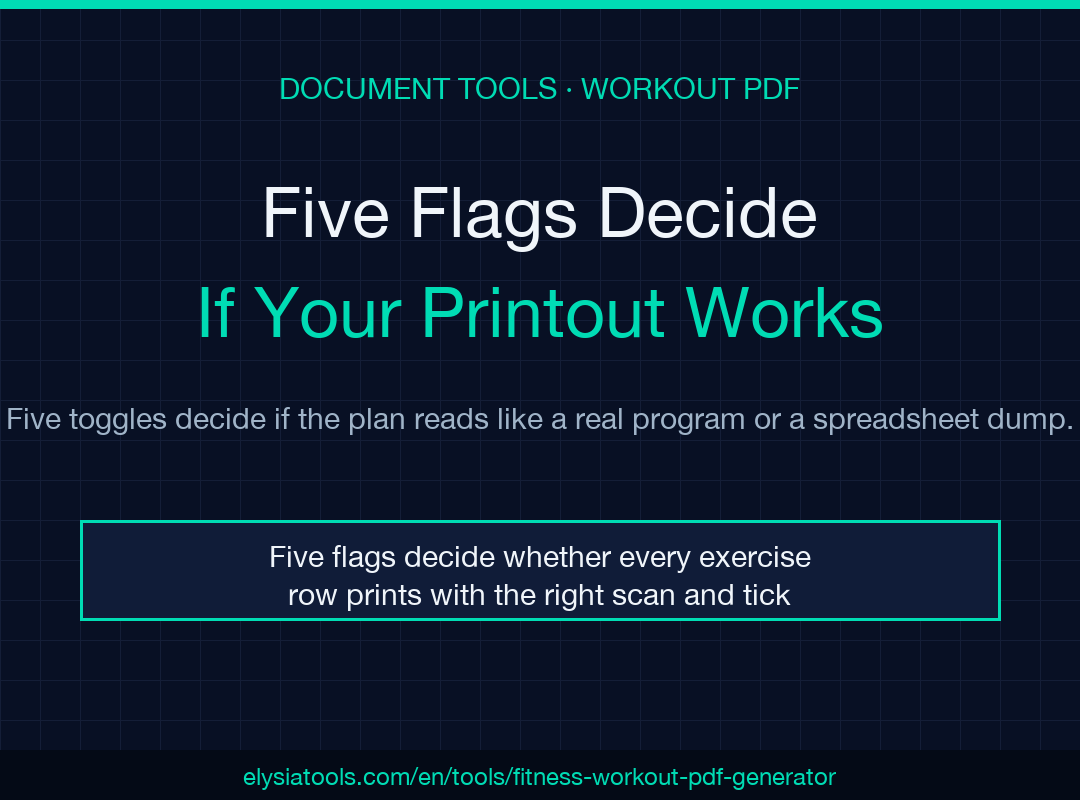 DOCUMENT TOOLS · WORKOUT PDF
Five Flags Decide
If Your Printout Works
Five toggles decide if the plan reads like a real program or a spreadsheet dump.
Five flags decide whether every exercise
row prints with the right scan and tick
elysiatools.com/en/tools/fitness-workout-pdf-generator